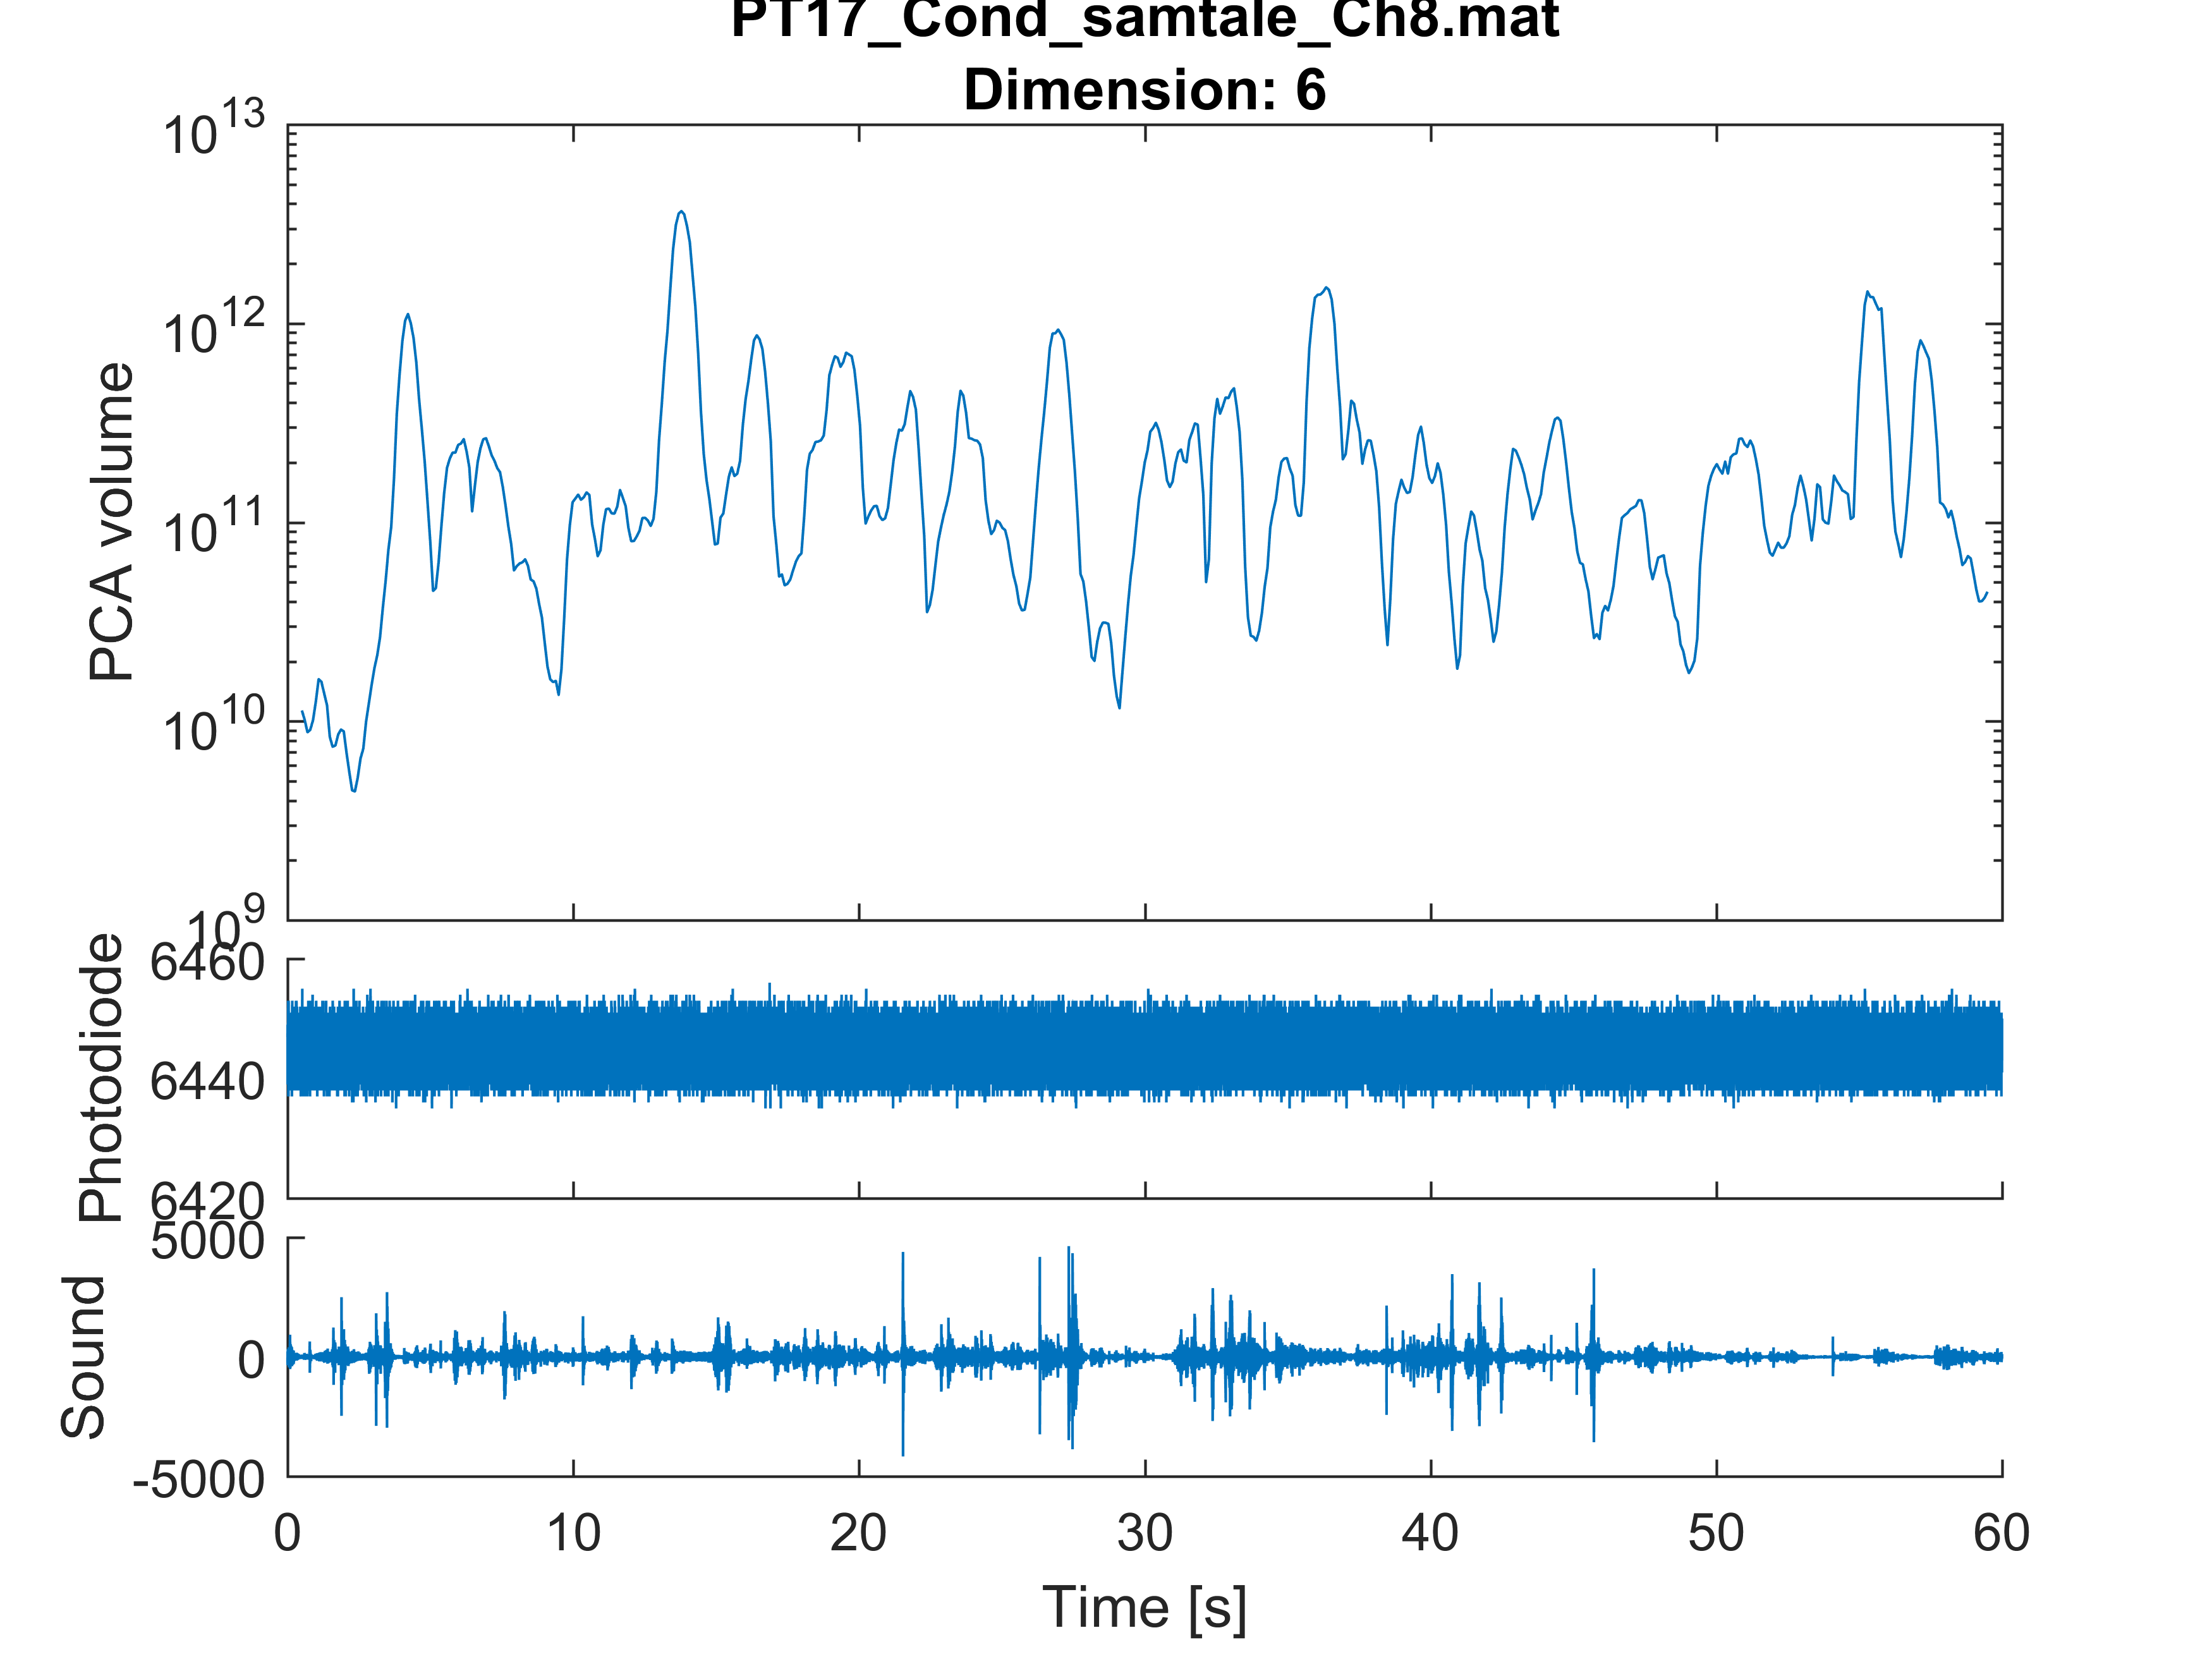 PT17_Cond_samtale_Ch8.mat
Dimension: 6
PCA volume
10^13
10^12
10^11
10^10
10^9
Photodiode
6460
6440
6420
Sound
5000
0
-5000
0 10 20 30 40 50 60
Time [s]